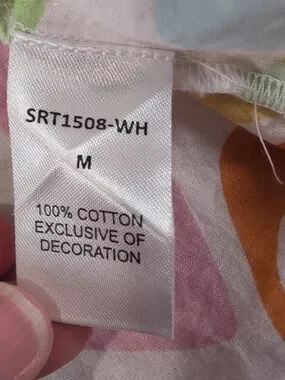 SRT1508-WH
M
100% COTTON
EXCLUSIVE OF
DECORATION